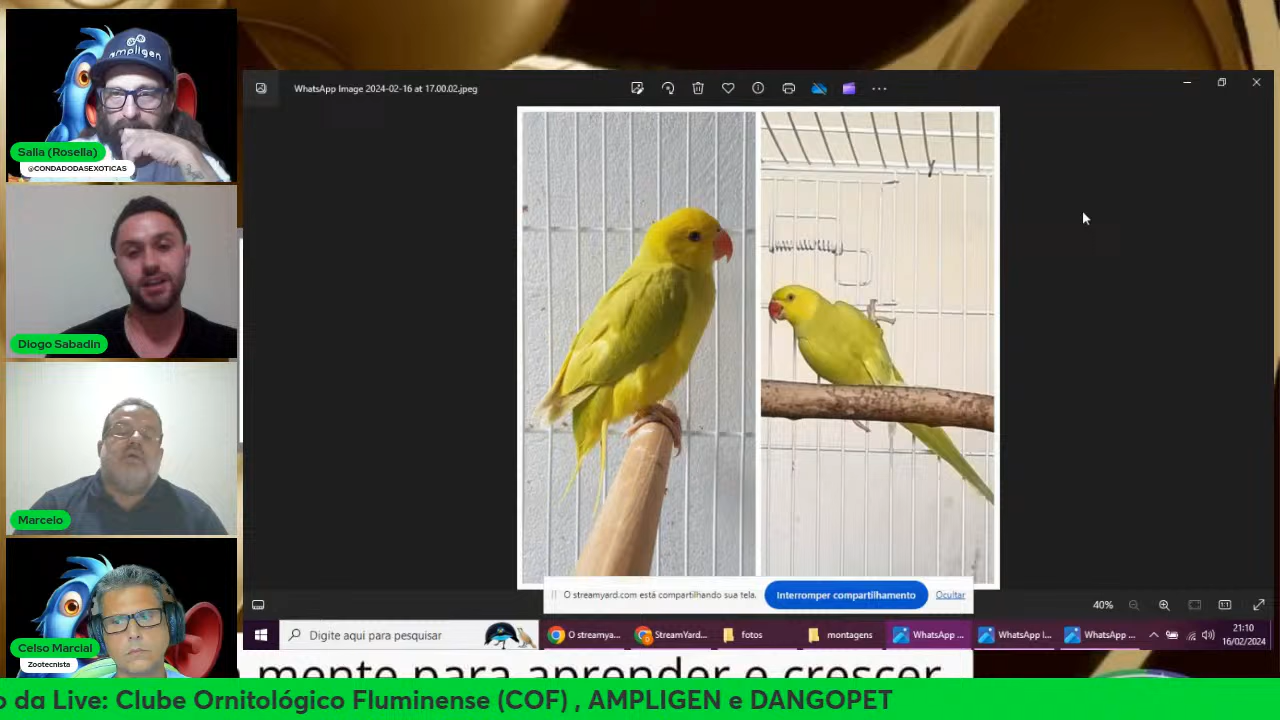 ampligen
Salla (Rosella)
@CONDADODASEXOTICAS
Diogo Sabadin
Marcelo
Celso Marcial
Zootecnista
WhatsApp Image 2024-02-16 at 17.00.02.jpeg
O streamyard.com está compartilhando sua tela.
Interromper compartilhamento
Ocultar
40%
Digite aqui para pesquisar
O streamya...
StreamYard...
fotos
montagens
WhatsApp ...
WhatsApp I...
WhatsApp ...
21:10
16/02/2024
mento para aprender e crescer
o da Live: Clube Ornitológico Fluminense (COF) , AMPLIGEN e DANGOPET